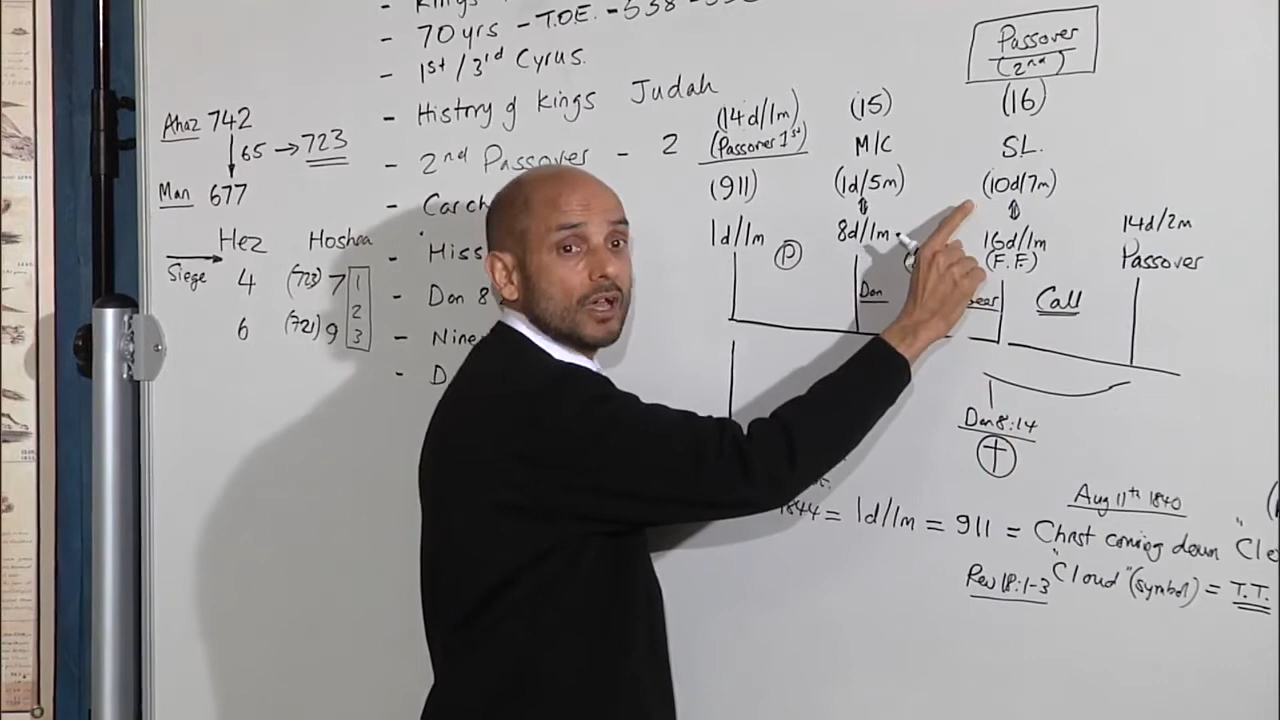 - Kings
- 70 yrs - T.O.E. - 538
- 1st / 3rd Cyrus.
- History of Kings Judah
- 2nd Passover - 2
- Carch
- Hiss
- Dan 8
- Nine
- D
Ahaz 742
65 → 723
Man 677
Hez Hoshea
Siege 4 (723) 7 1
2
6 (721) 9 3
Passover
(2nd)
(14d/1m) (15) (16)
(Passover 1st) M/C S.L.
(911) (1d/5m) (10d/7m)
1d/1m P 8d/1m 16d/1m 14d/2m
(F.F.) Passover
Dan Call
Dan 8:14
Aug 11th 1840
1844 = 1d/1m = 911 = Christ coming down "Cle
Rev 18:1-3 "Cloud" (symbol) = T.T.